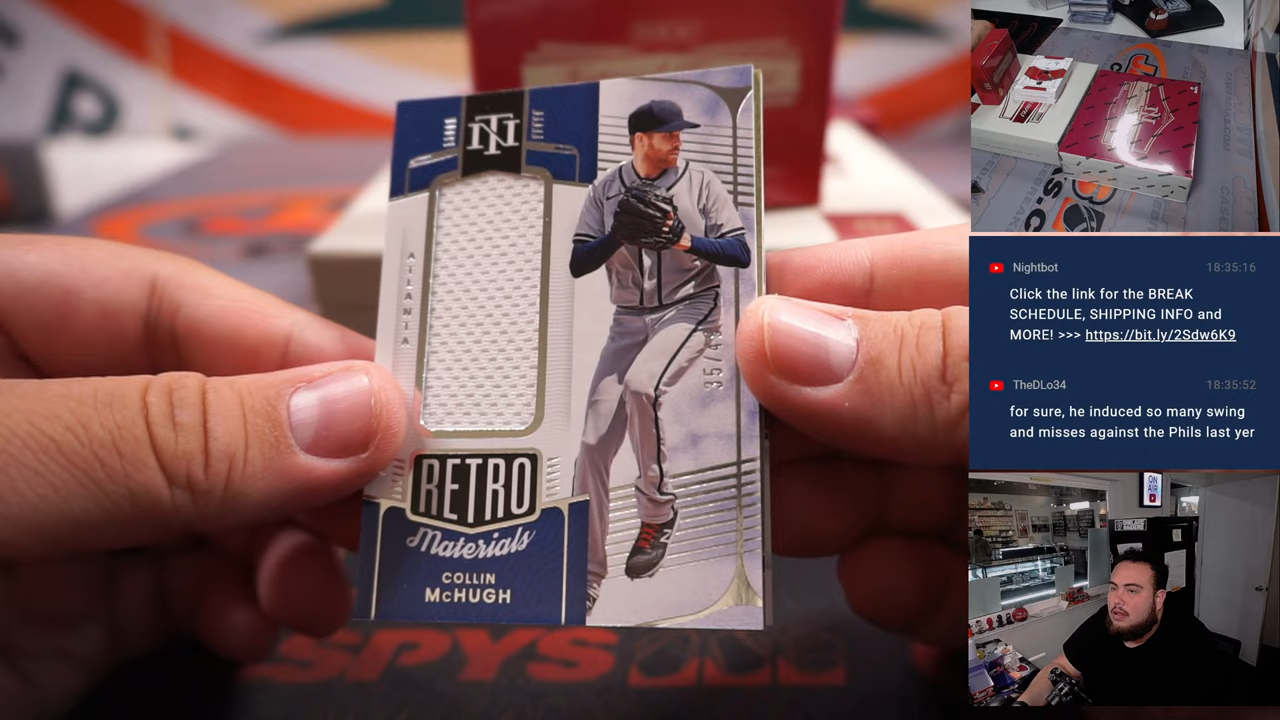 NT
ATLANTA
35/4
RETRO
Materials
COLLIN
McHUGH
SPYS
Nightbot 18:35:16
Click the link for the BREAK
SCHEDULE, SHIPPING INFO and
MORE! >>> https://bit.ly/2Sdw6K9
TheDLo34 18:35:52
for sure, he induced so many swing
and misses against the Phils last yer
ON
AIR